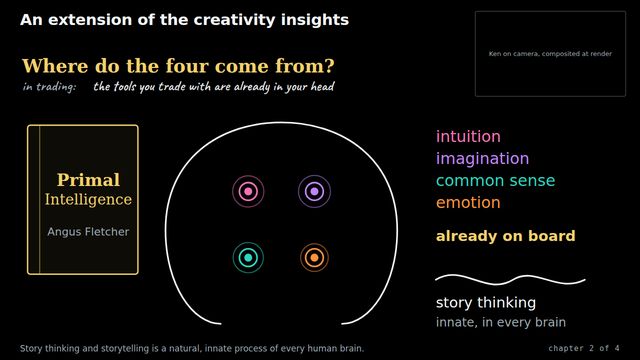 An extension of the creativity insights
Ken on camera, composited at render
Where do the four come from?
in trading: the tools you trade with are already in your head
Primal
Intelligence
Angus Fletcher
intuition
imagination
common sense
emotion
already on board
story thinking
innate, in every brain
Story thinking and storytelling is a natural, innate process of every human brain.
chapter 2 of 4